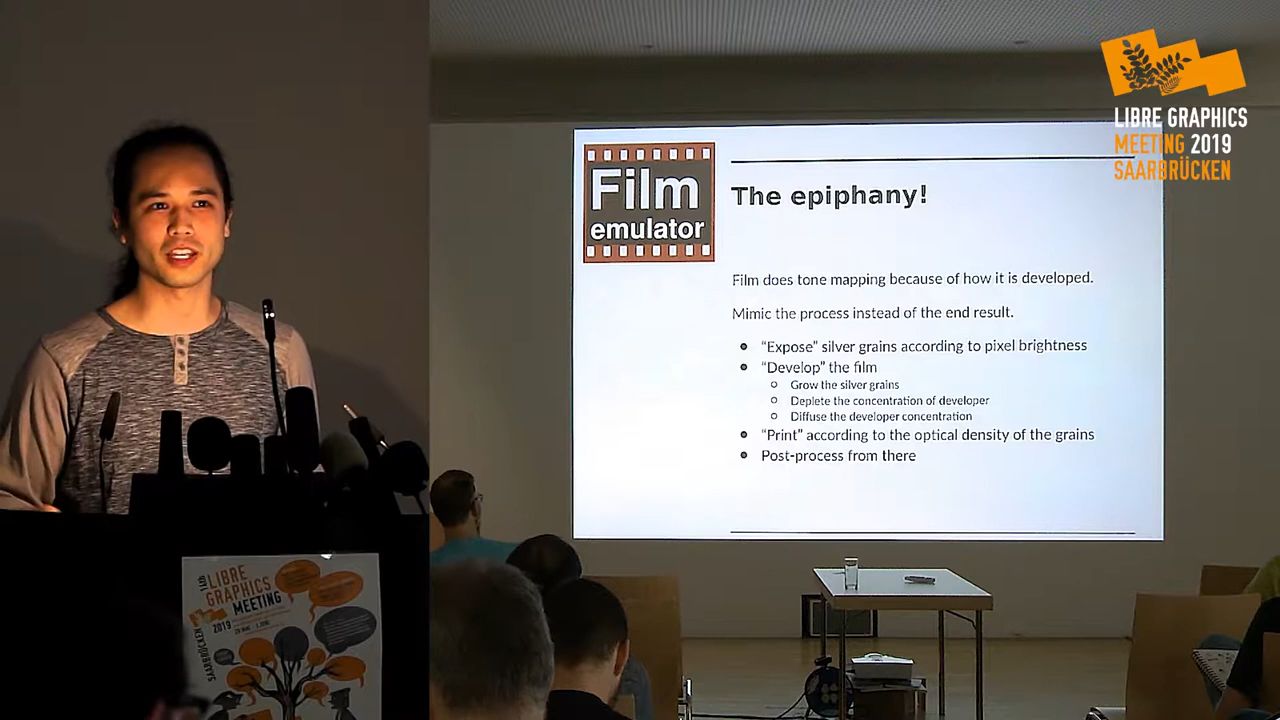 LIBRE GRAPHICS
MEETING 2019
SAARBRÜCKEN
Film
emulator
The epiphany!
Film does tone mapping because of how it is developed.
Mimic the process instead of the end result.
“Expose” silver grains according to pixel brightness
“Develop” the film
Grow the silver grains
Deplete the concentration of developer
Diffuse the developer concentration
“Print” according to the optical density of the grains
Post-process from there
LIBRE
GRAPHICS
MEETING
2019
SAARBRÜCKEN